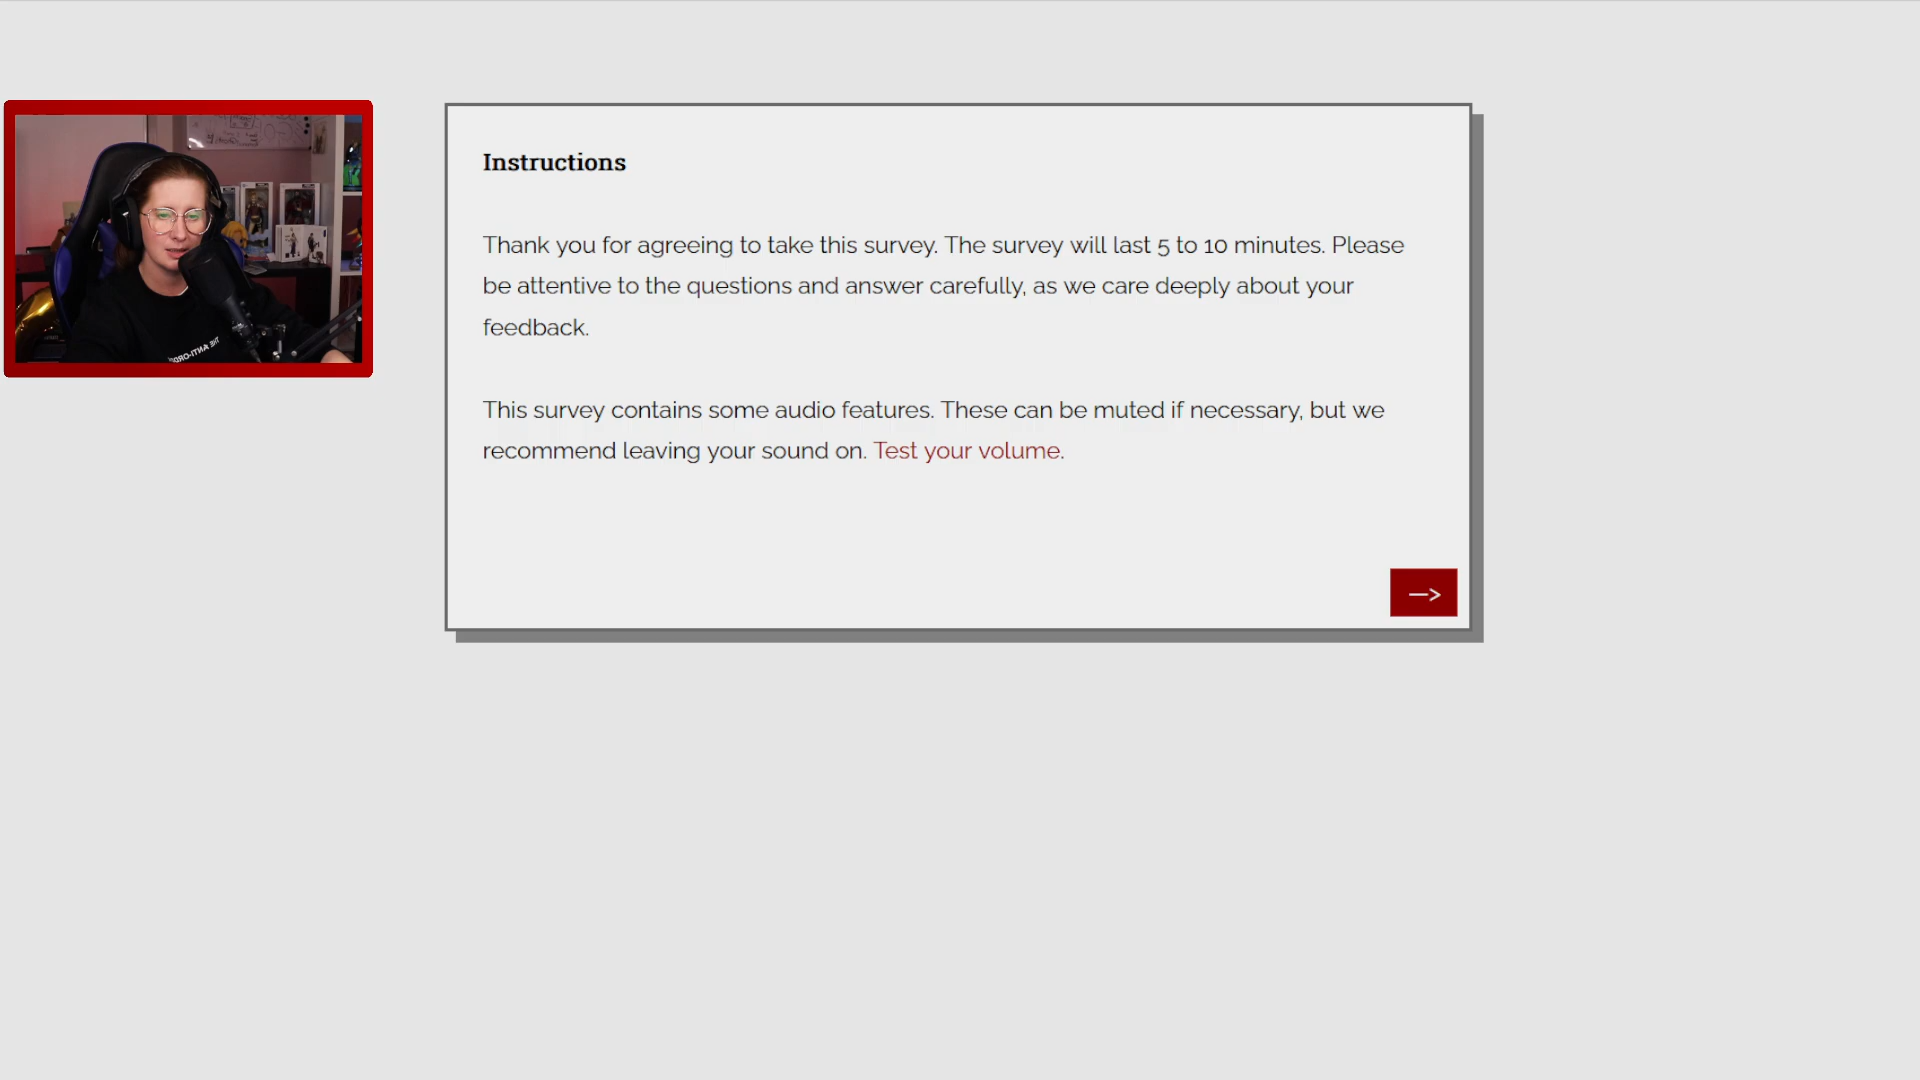 Instructions
Thank you for agreeing to take this survey. The survey will last 5 to 10 minutes. Please
be attentive to the questions and answer carefully, as we care deeply about your
feedback.
This survey contains some audio features. These can be muted if necessary, but we
recommend leaving your sound on. Test your volume.
-->